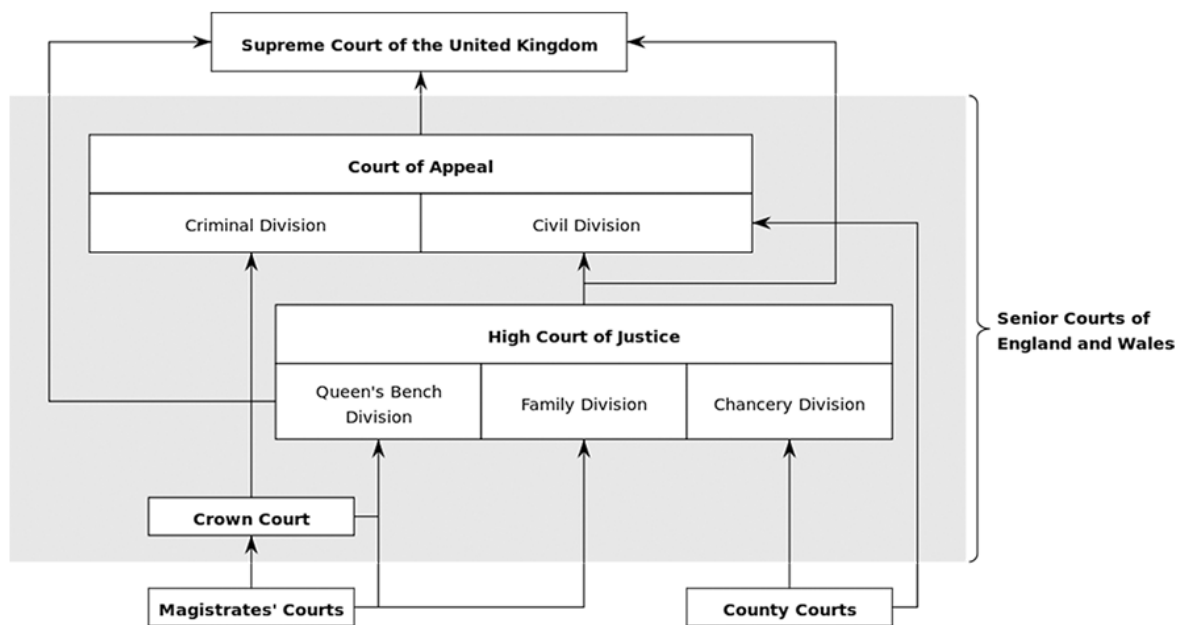 Supreme Court of the United Kingdom
Court of Appeal
Criminal Division
Civil Division
High Court of Justice
Queen's Bench
Division
Family Division
Chancery Division
Senior Courts of
England and Wales
Crown Court
Magistrates' Courts
County Courts